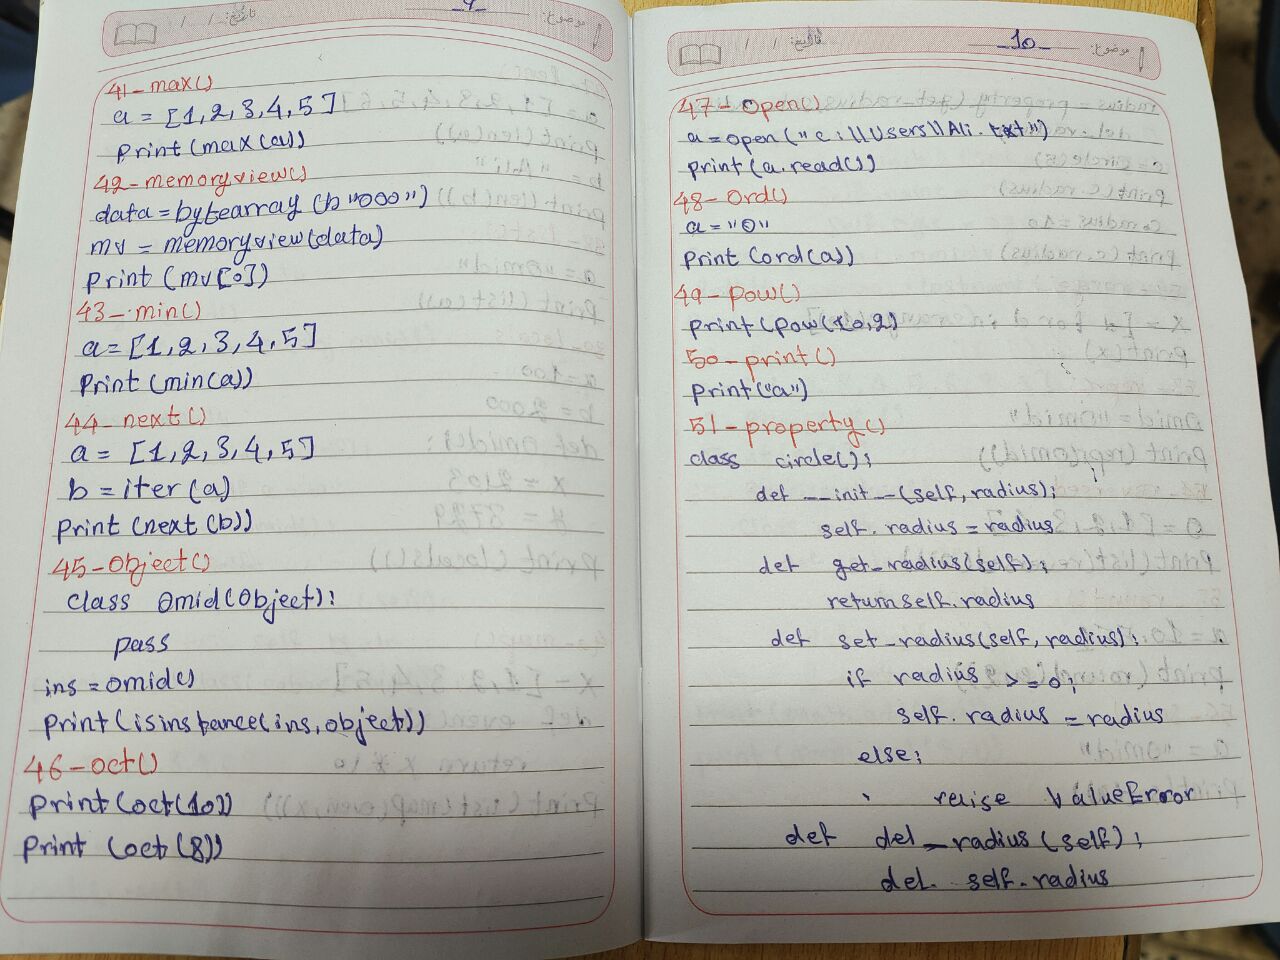 9
موضوع:
تاریخ: / /
41-max()
a = [1,2,3,4,5]
print(max(a))
42-memoryview()
data=bytearray(b"000")
mv = memoryview(data)
print(mv[0])
43-min()
a=[1,2,3,4,5]
print(min(a))
44-next()
a = [1,2,3,4,5]
b=iter(a)
print(next(b))
45-object()
class omid(object):
pass
ins=omid()
print(isinstance(ins,object))
46-oct()
print(oct(10))
print(oct(8))
موضوع:
-10-
تاریخ: / /
47-open()
a=open("c:\\Users\\Ali.txt")
print(a.read())
48-ord()
a="0"
print(ord(a))
49-pow()
print(pow(10,2)
50-print()
print("a")
51-property()
class circle():
def __init__(self,radius):
self.radius=radius
def get_radius(self):
return self.radius
def set_radius(self,radius):
if radius >=0:
self.radius =radius
else:
raise ValueError
def del_radius(self):
del. self.radius